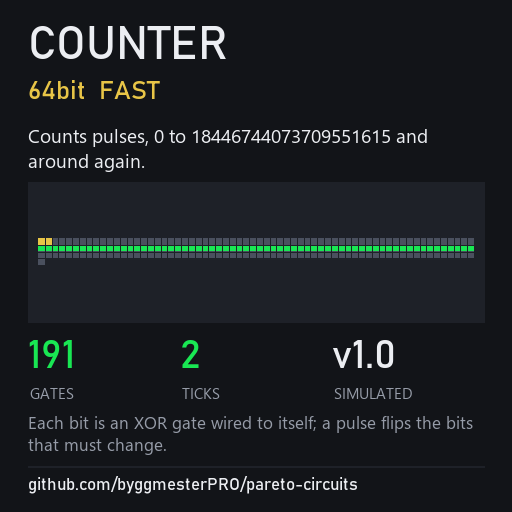 COUNTER
64bit FAST
Counts pulses, 0 to 18446744073709551615 and
around again.
191 2 v1.0
GATES TICKS SIMULATED
Each bit is an XOR gate wired to itself; a pulse flips the bits
that must change.
github.com/byggmesterPRO/pareto-circuits